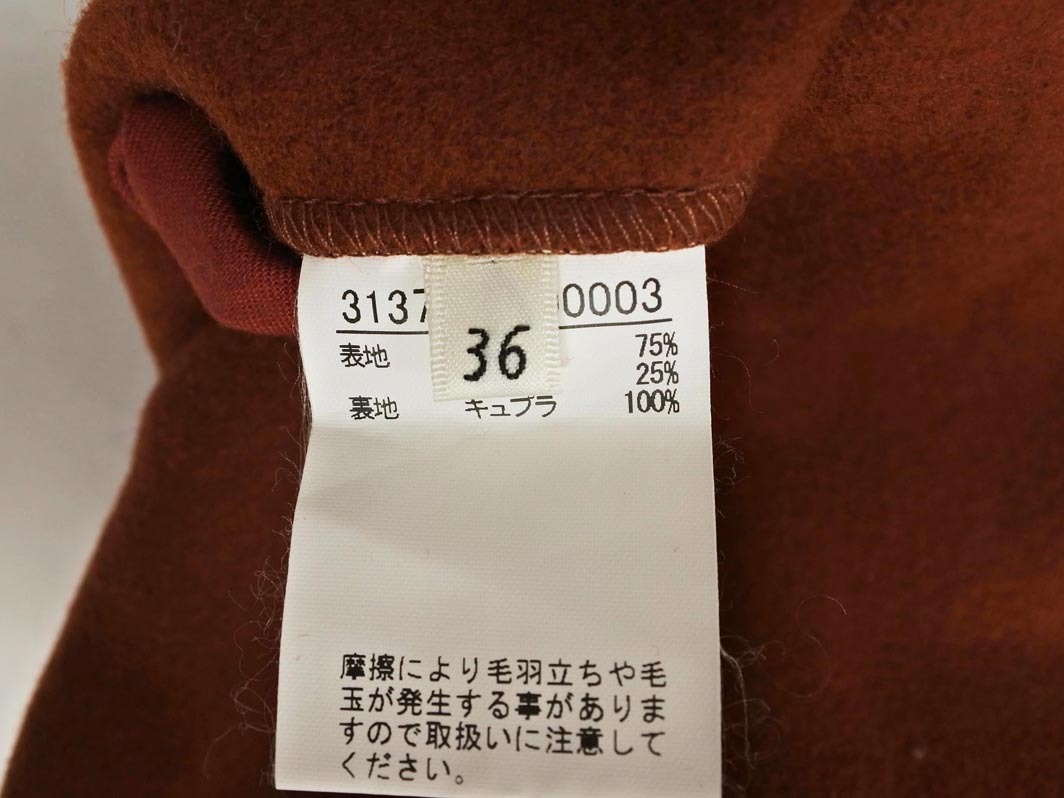 3137 0003
36
表地 75%
25%
裏地 キュプラ 100%
摩擦により毛羽立ちや毛
玉が発生する事がありま
すので取扱いに注意して
ください。